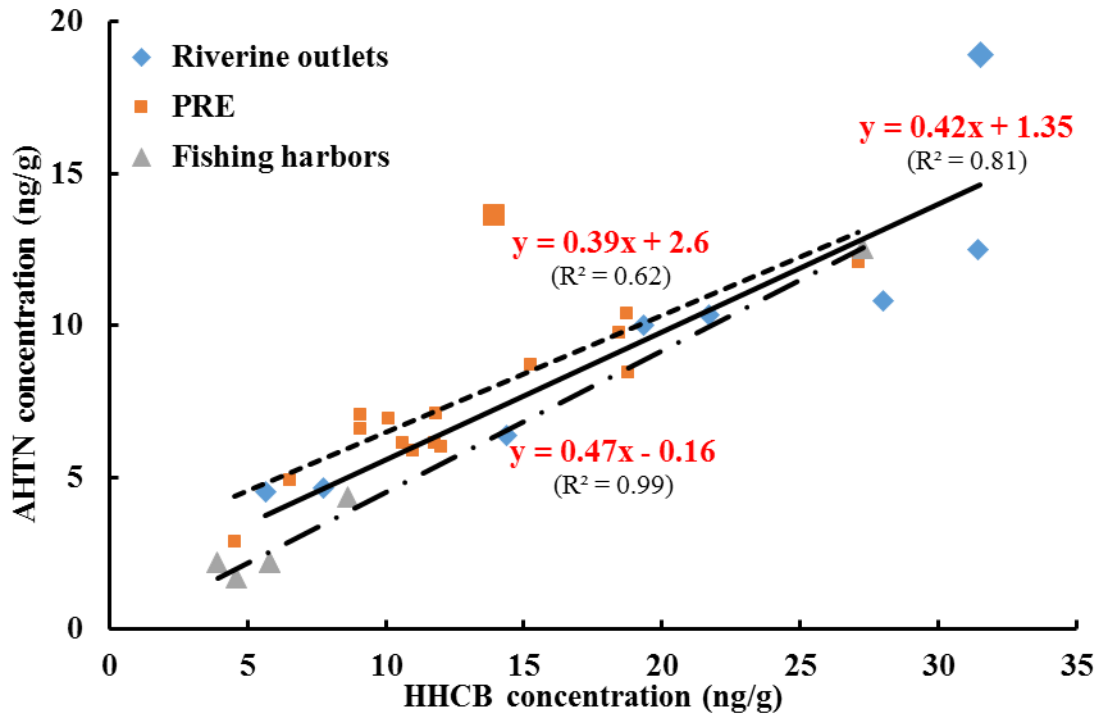 20
15
10
5
0
AHTN concentration (ng/g)
Riverine outlets
PRE
Fishing harbors
y = 0.42x + 1.35
(R² = 0.81)
y = 0.39x + 2.6
(R² = 0.62)
y = 0.47x - 0.16
(R² = 0.99)
0 5 10 15 20 25 30 35
HHCB concentration (ng/g)